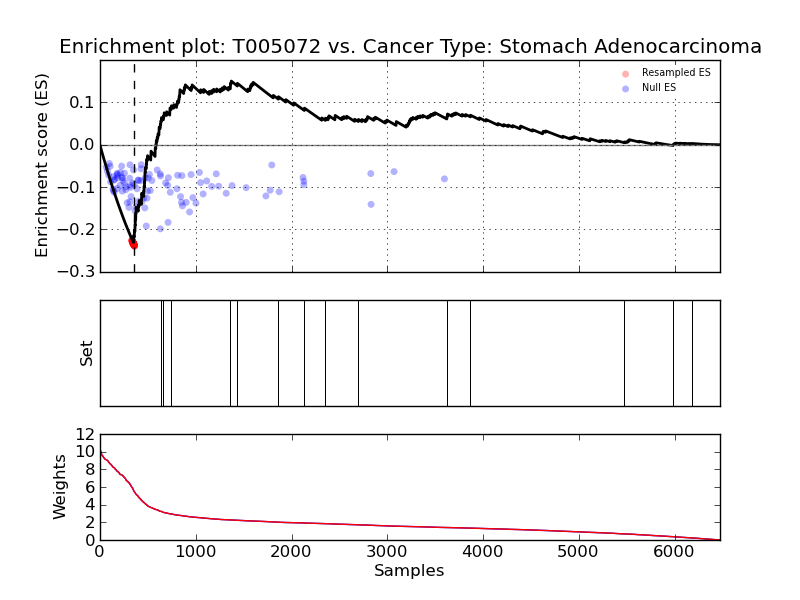 Enrichment plot: T005072 vs. Cancer Type: Stomach Adenocarcinoma
Enrichment score (ES)
0.1
0.0
−0.1
−0.2
−0.3
Resampled ES
Null ES
Set
Weights
12
10
8
6
4
2
0
0 1000 2000 3000 4000 5000 6000
Samples